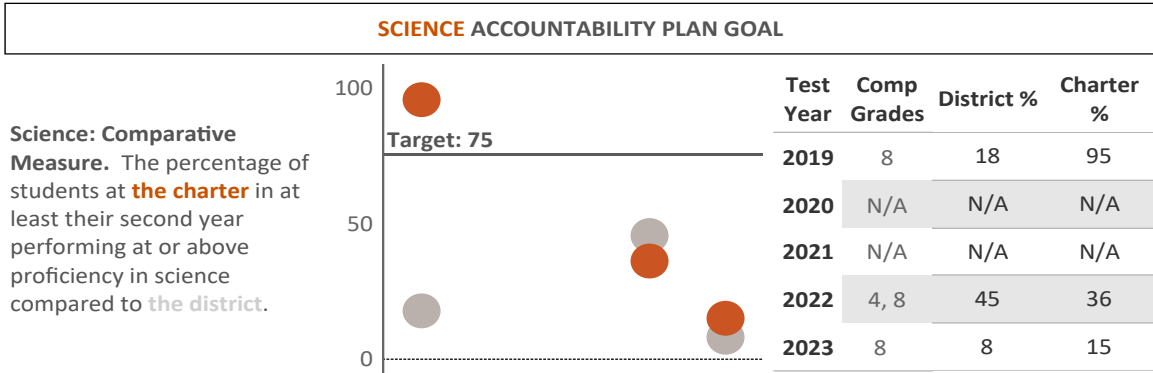 SCIENCE ACCOUNTABILITY PLAN GOAL
Science: Comparative
Measure. The percentage of
students at the charter in at
least their second year
performing at or above
proficiency in science
compared to the district.
100
Target: 75
50
0
Test Year Comp Grades District % Charter %
2019 8 18 95
2020 N/A N/A N/A
2021 N/A N/A N/A
2022 4, 8 45 36
2023 8 8 15